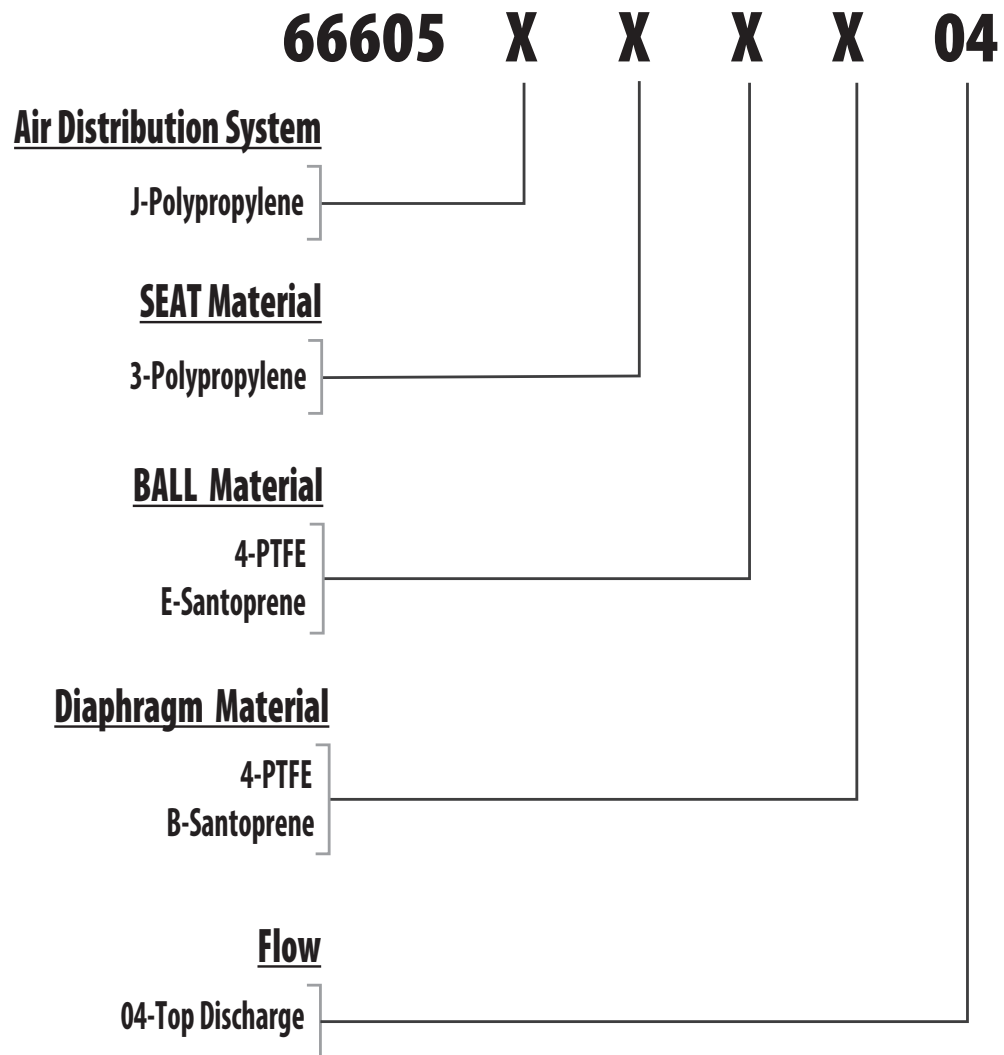 66605 X X X X 04
Air Distribution System
J-Polypropylene
SEAT Material
3-Polypropylene
BALL Material
4-PTFE
E-Santoprene
Diaphragm Material
4-PTFE
B-Santoprene
Flow
04-Top Discharge